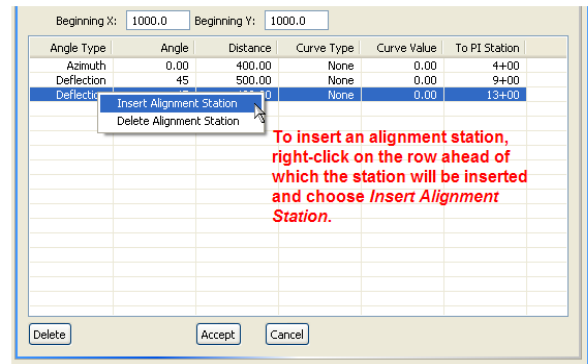 Beginning X: 1000.0 Beginning Y: 1000.0
Angle Type Angle Distance Curve Type Curve Value To PI Station
Azimuth 0.00 400.00 None 0.00 4+00
Deflection 45 500.00 None 0.00 9+00
Deflection None 0.00 13+00
Insert Alignment Station
Delete Alignment Station
To insert an alignment station,
right-click on the row ahead of
which the station will be inserted
and choose Insert Alignment
Station.
Delete Accept Cancel